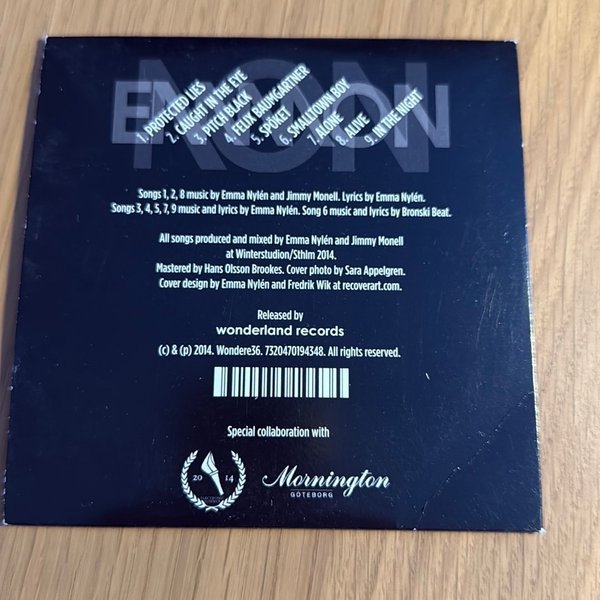 EMMON
NON
1. PROTECTED LIES
2. CAUGHT IN THE EYE
3. PITCH BLACK
4. FELIX BAUMGARTNER
5. SPÖKET
6. SMALLTOWN BOY
7. ALONE
8. ALIVE
9. IN THE NIGHT
Songs 1, 2, 8 music by Emma Nylén and Jimmy Monell. Lyrics by Emma Nylén.
Songs 3, 4, 5, 7, 9 music and lyrics by Emma Nylén. Song 6 music and lyrics by Bronski Beat.
All songs produced and mixed by Emma Nylén and Jimmy Monell
at Winterstudion/Sthlm 2014.
Mastered by Hans Olsson Brookes. Cover photo by Sara Appelgren.
Cover design by Emma Nylén and Fredrik Wik at recoverart.com.
Released by
wonderland records
(c) & (p) 2014. Wondere36. 7320470194348. All rights reserved.
Special collaboration with
20 14
Mornington
GÖTEBORG